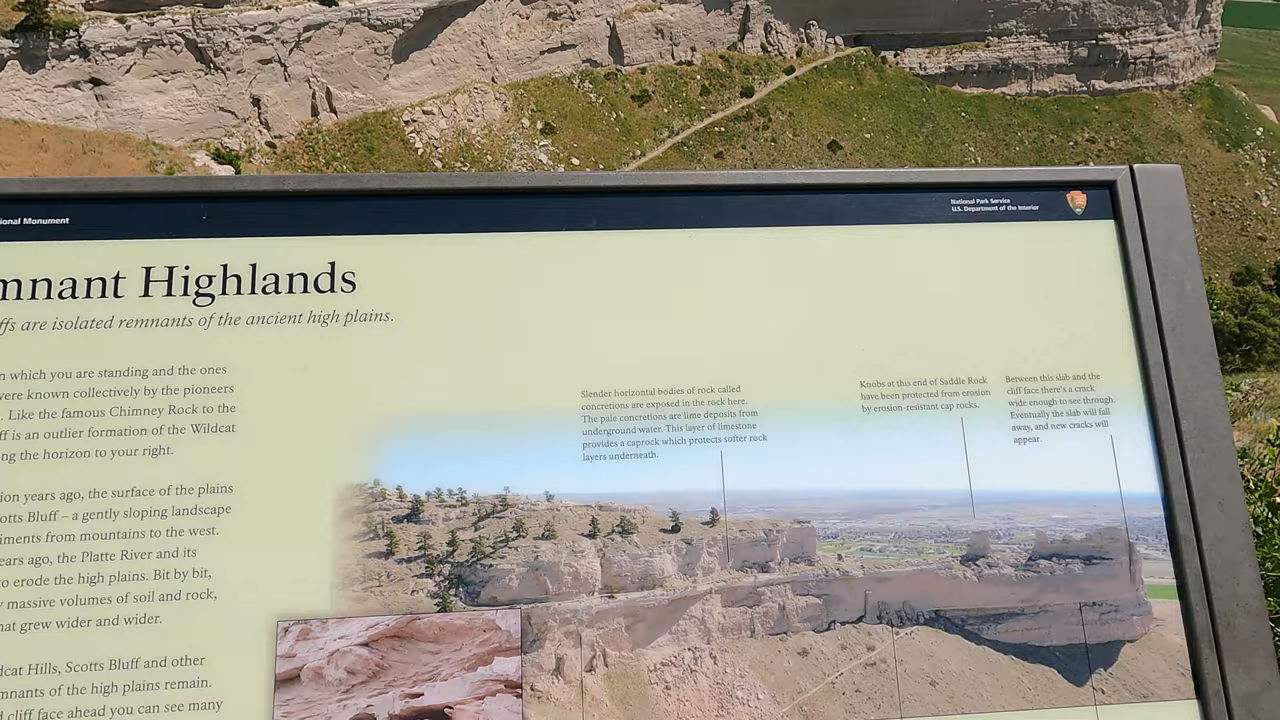 ional Monument
National Park Service
U.S. Department of the Interior
mnant Highlands
ffs are isolated remnants of the ancient high plains.
n which you are standing and the ones
were known collectively by the pioneers
. Like the famous Chimney Rock to the
ff is an outlier formation of the Wildcat
ng the horizon to your right.
ion years ago, the surface of the plains
otts Bluff – a gently sloping landscape
iments from mountains to the west.
ears ago, the Platte River and its
o erode the high plains. Bit by bit,
massive volumes of soil and rock,
hat grew wider and wider.
dcat Hills, Scotts Bluff and other
mnants of the high plains remain.
cliff face ahead you can see many
Slender horizontal bodies of rock called
concretions are exposed in the rock here.
The pale concretions are lime deposits from
underground water. This layer of limestone
provides a caprock which protects softer rock
layers underneath.
Knobs at this end of Saddle Rock
have been protected from erosion
by erosion-resistant cap rocks.
Between this slab and the
cliff face there's a crack
wide enough to see through.
Eventually the slab will fall
away, and new cracks will
appear.